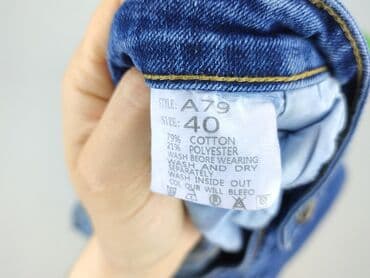 STYLE: A79
SIZE: 40
79% COTTON
21% POLYESTER
WASH BEORE WEARING
WASH AND DRY
SEPARATELY
WASH INSIDE OUT
COLOUR WILL BLEED